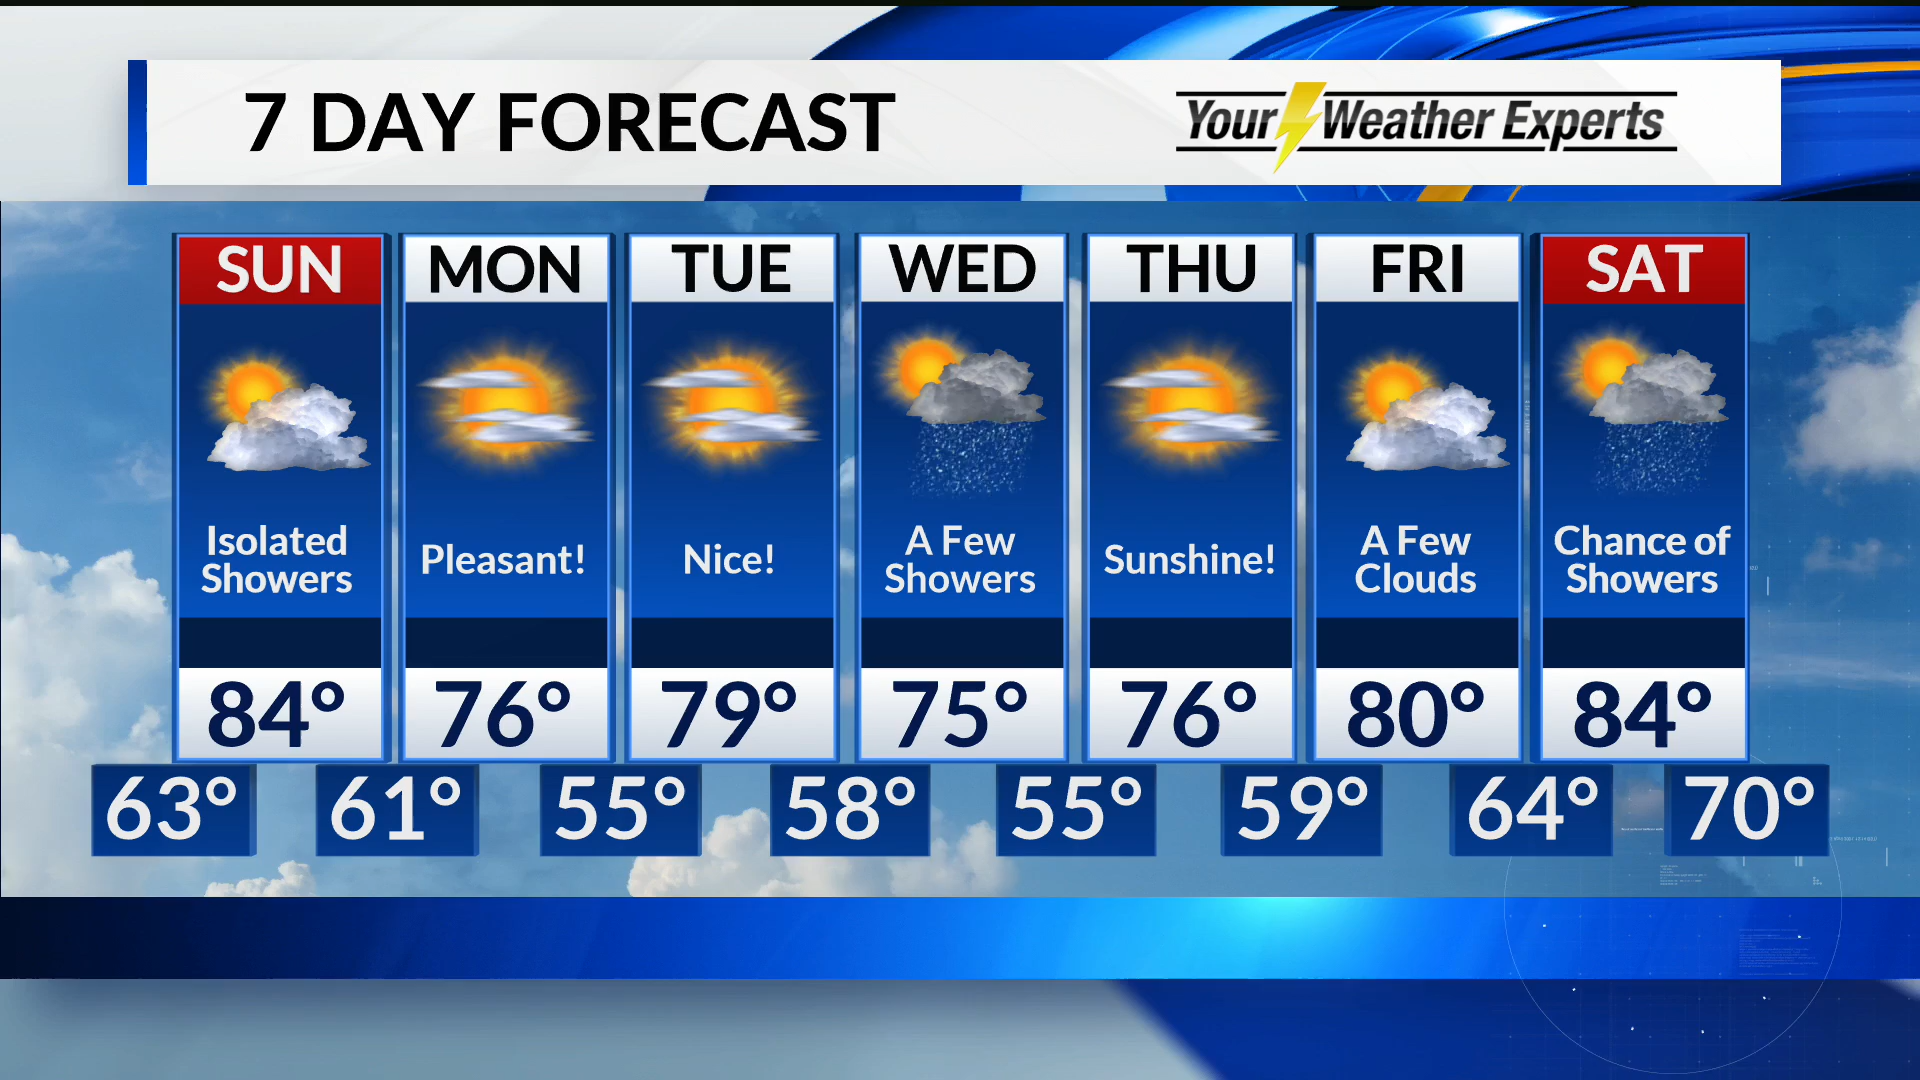 7 DAY FORECAST
Your Weather Experts
SUN
MON
TUE
WED
THU
FRI
SAT
Isolated
Showers
Pleasant!
Nice!
A Few
Showers
Sunshine!
A Few
Clouds
Chance of
Showers
84°
76°
79°
75°
76°
80°
84°
63°
61°
55°
58°
55°
59°
64°
70°